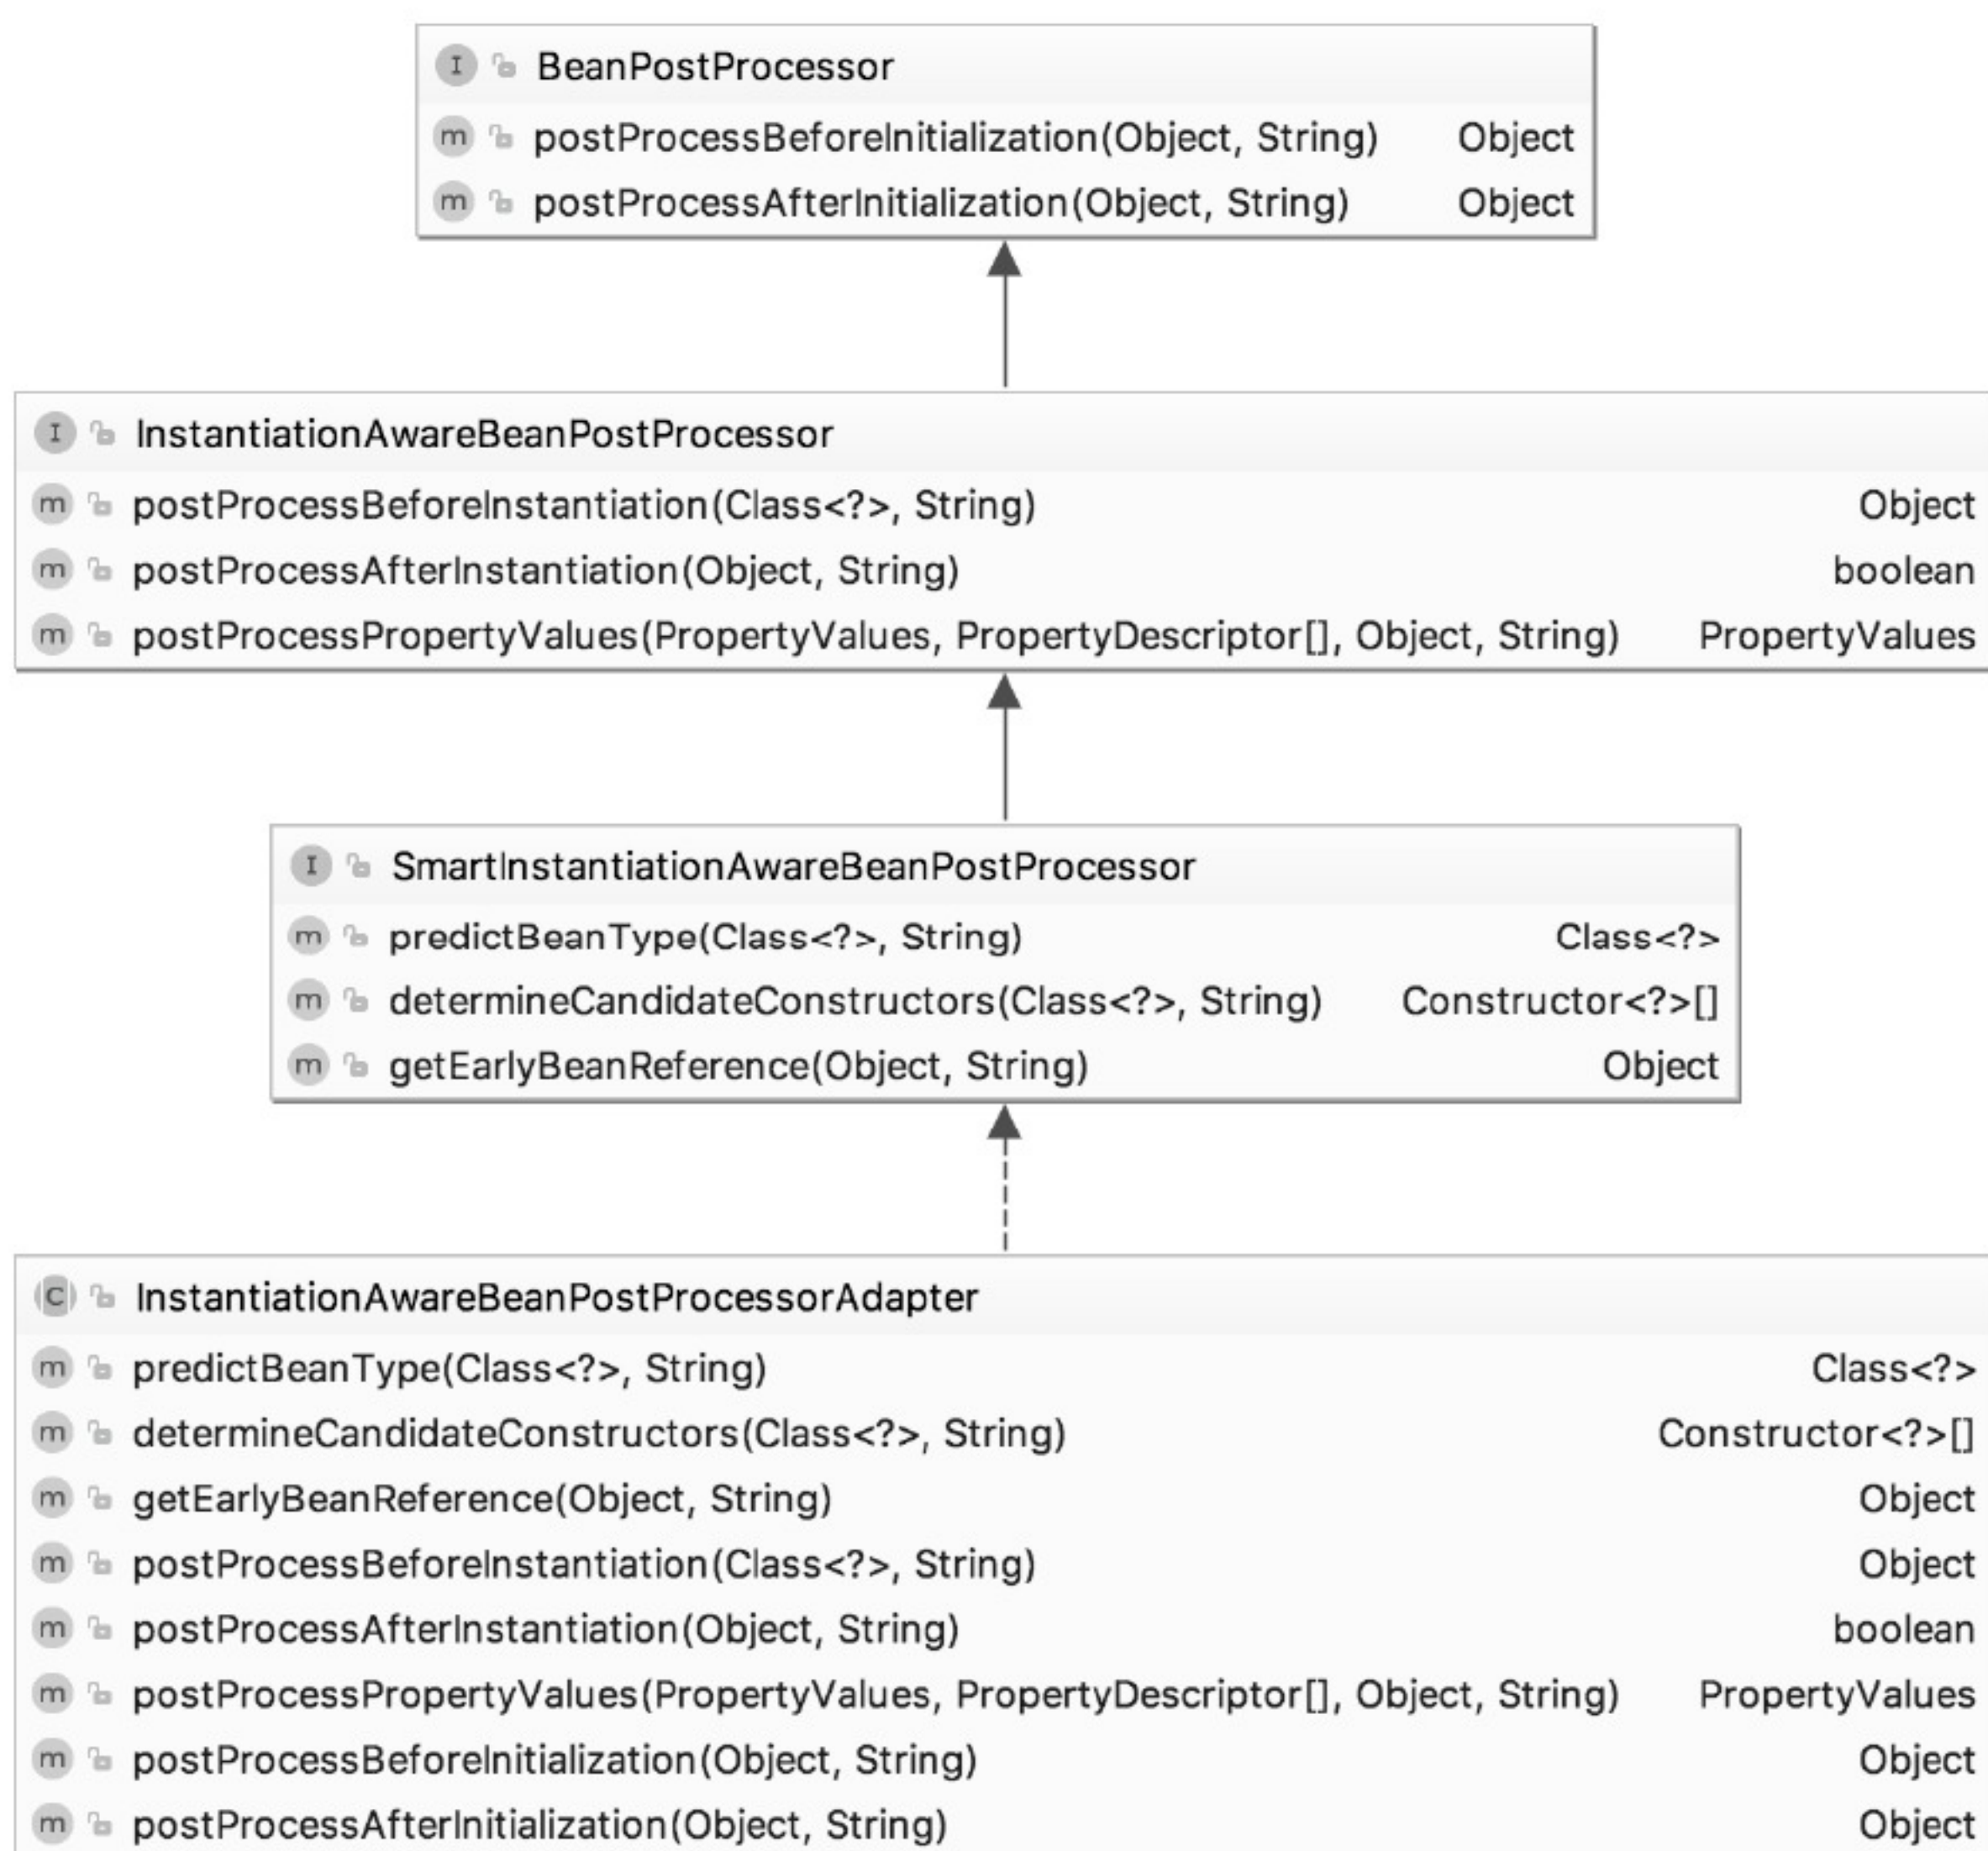 I BeanPostProcessor
m postProcessBeforeInitialization(Object, String) Object
m postProcessAfterInitialization(Object, String) Object
I InstantiationAwareBeanPostProcessor
m postProcessBeforeInstantiation(Class<?>, String) Object
m postProcessAfterInstantiation(Object, String) boolean
m postProcessPropertyValues(PropertyValues, PropertyDescriptor[], Object, String) PropertyValues
I SmartInstantiationAwareBeanPostProcessor
m predictBeanType(Class<?>, String) Class<?>
m determineCandidateConstructors(Class<?>, String) Constructor<?>[]
m getEarlyBeanReference(Object, String) Object
C InstantiationAwareBeanPostProcessorAdapter
m predictBeanType(Class<?>, String) Class<?>
m determineCandidateConstructors(Class<?>, String) Constructor<?>[]
m getEarlyBeanReference(Object, String) Object
m postProcessBeforeInstantiation(Class<?>, String) Object
m postProcessAfterInstantiation(Object, String) boolean
m postProcessPropertyValues(PropertyValues, PropertyDescriptor[], Object, String) PropertyValues
m postProcessBeforeInitialization(Object, String) Object
m postProcessAfterInitialization(Object, String) Object